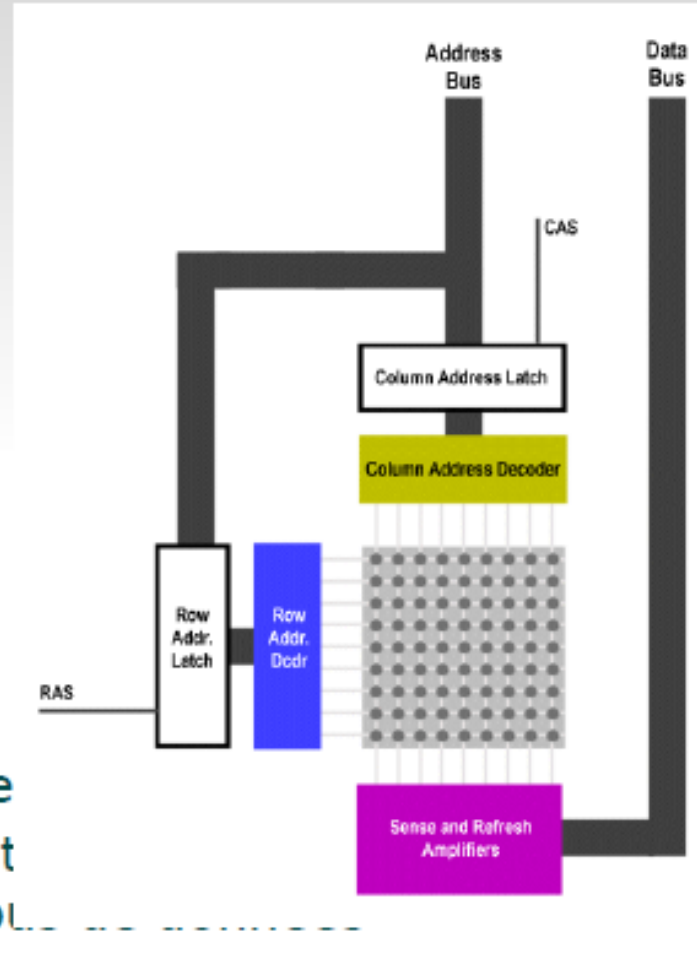 Address
Bus
Data
Bus
CAS
Column Address Latch
Column Address Decoder
Row
Addr.
Latch
Row
Addr.
Dcdr
RAS
Sense and Refresh
Amplifiers
e
t